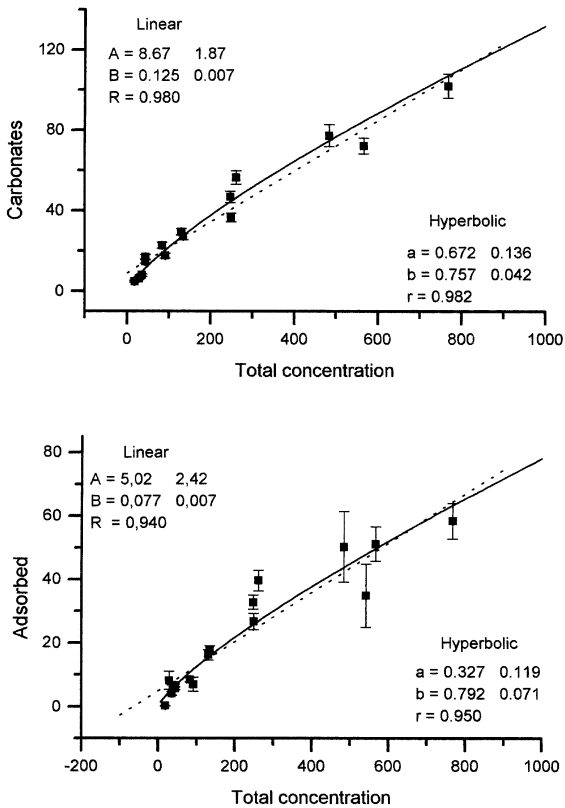 Linear
A = 8.67 1.87
B = 0.125 0.007
R = 0.980
120
80
40
0
Carbonates
Hyperbolic
a = 0.672 0.136
b = 0.757 0.042
r = 0.982
0 200 400 600 800 1000
Total concentration
Linear
A = 5,02 2,42
B = 0,077 0,007
R = 0,940
80
60
40
20
0
Adsorbed
Hyperbolic
a = 0.327 0.119
b = 0.792 0.071
r = 0.950
-200 0 200 400 600 800 1000
Total concentration